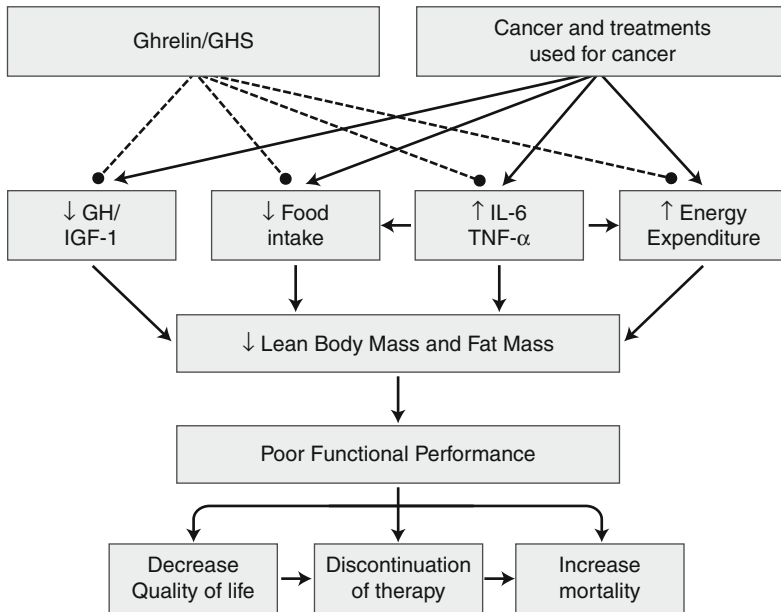 Ghrelin/GHS
Cancer and treatments
used for cancer
↓ GH/
IGF-1
↓ Food
intake
↑ IL-6
TNF-α
↑ Energy
Expenditure
↓ Lean Body Mass and Fat Mass
Poor Functional Performance
Decrease
Quality of life
Discontinuation
of therapy
Increase
mortality